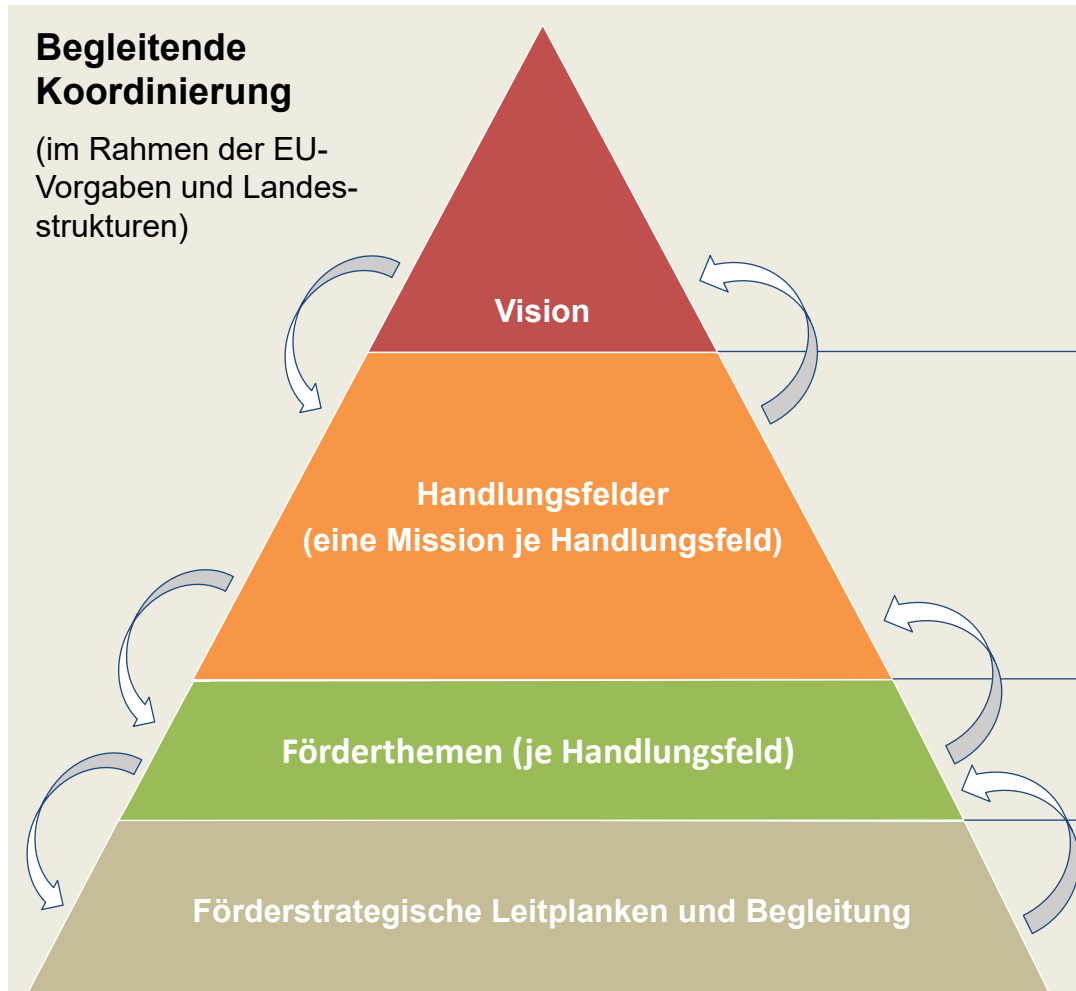 Begleitende
Koordinierung
(im Rahmen der EU-
Vorgaben und Landes-
strukturen)
Vision
Handlungsfelder
(eine Mission je Handlungsfeld)
Förderthemen (je Handlungsfeld)
Förderstrategische Leitplanken und Begleitung